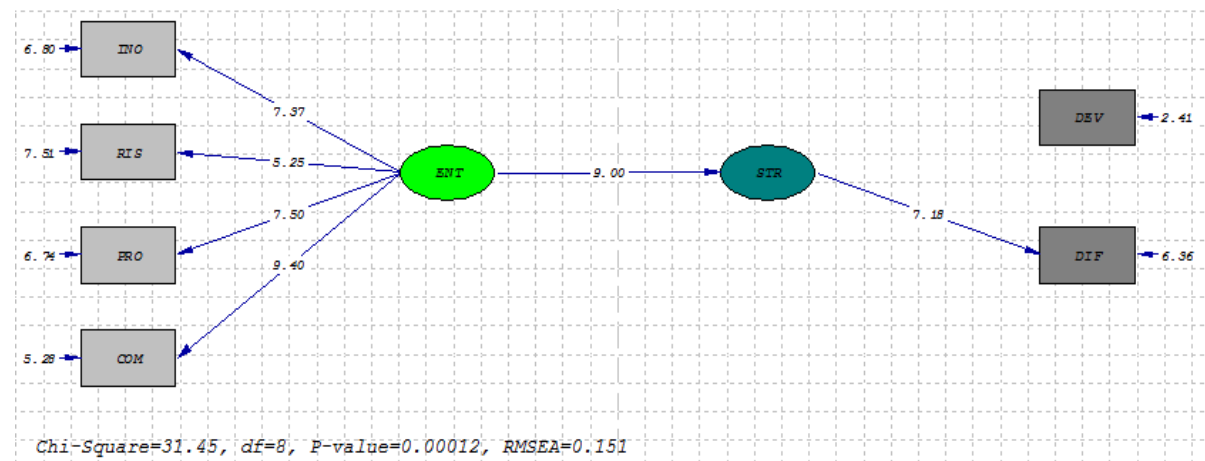 6.80 INO
7.37
DEV 2.41
7.51 RIS 5.25 ENT 9.00 STR
7.50 7.18
6.74 PRO DIF 6.36
9.40
5.28 COM
Chi-Square=31.45, df=8, P-value=0.00012, RMSEA=0.151